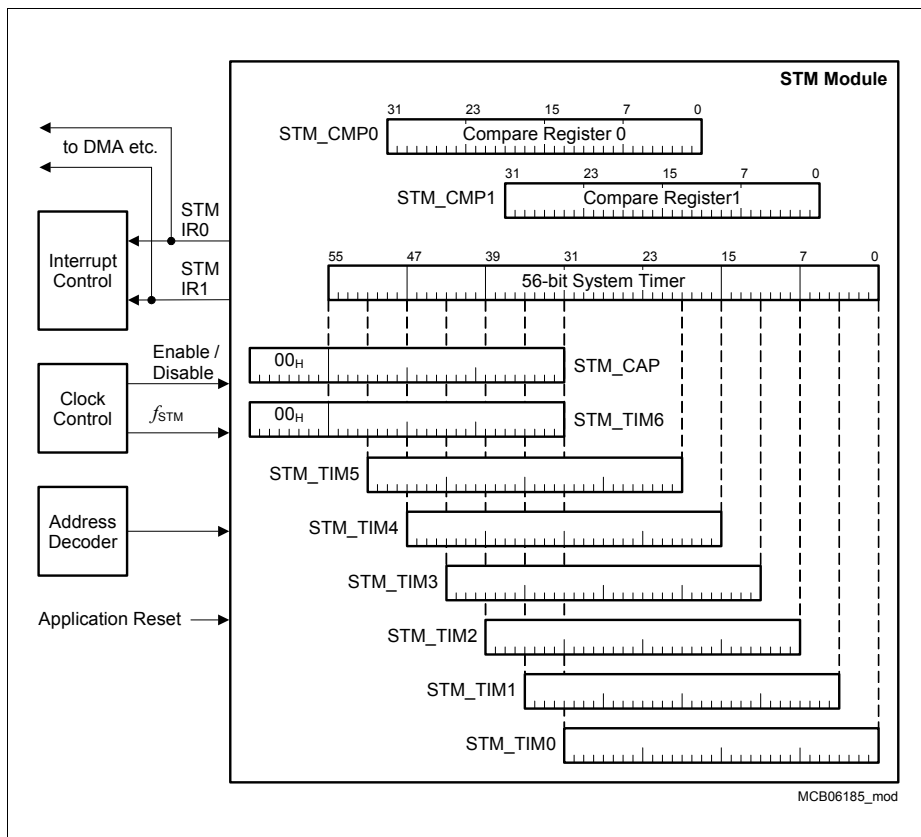 STM Module
31 23 15 7 0
STM_CMP0 Compare Register 0
31 23 15 7 0
STM_CMP1 Compare Register1
to DMA etc.
STM
IR0
Interrupt
Control
STM
IR1
55 47 39 31 23 15 7 0
56-bit System Timer
Enable /
Disable
00H STM_CAP
Clock
Control
fSTM
00H STM_TIM6
STM_TIM5
Address
Decoder
STM_TIM4
STM_TIM3
Application Reset
STM_TIM2
STM_TIM1
STM_TIM0
MCB06185_mod